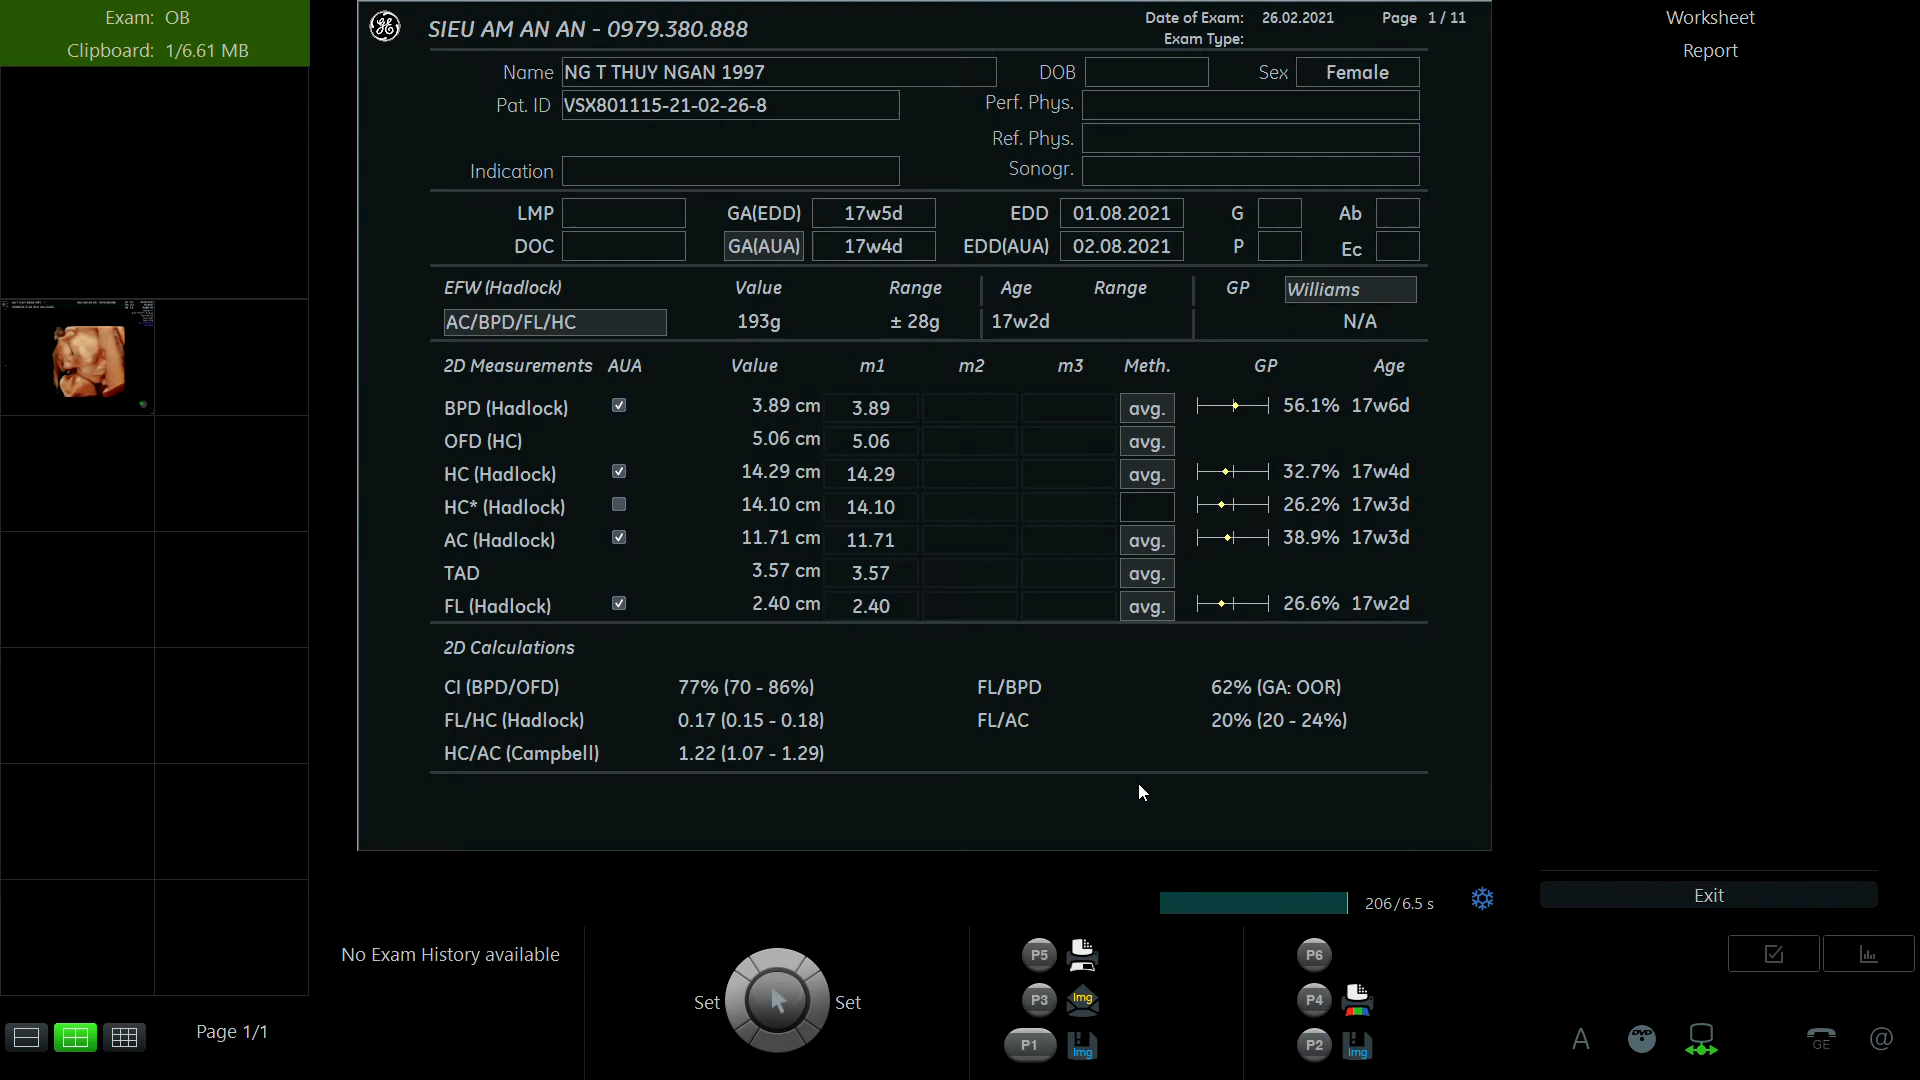 Exam: OB
Clipboard: 1/6.61 MB
SIEU AM AN AN - 0979.380.888
Date of Exam: 26.02.2021 Page 1 / 11
Exam Type:
Worksheet
Report
Name NG T THUY NGAN 1997 DOB Sex Female
Pat. ID VSX801115-21-02-26-8 Perf. Phys.
Ref. Phys.
Indication Sonogr.
LMP GA(EDD) 17w5d EDD 01.08.2021 G Ab
DOC GA(AUA) 17w4d EDD(AUA) 02.08.2021 P Ec
EFW (Hadlock) Value Range Age Range GP Williams
AC/BPD/FL/HC 193g ± 28g 17w2d N/A
2D Measurements AUA Value m1 m2 m3 Meth. GP Age
BPD (Hadlock) 3.89 cm 3.89 avg. 56.1% 17w6d
OFD (HC) 5.06 cm 5.06 avg.
HC (Hadlock) 14.29 cm 14.29 avg. 32.7% 17w4d
HC* (Hadlock) 14.10 cm 14.10 26.2% 17w3d
AC (Hadlock) 11.71 cm 11.71 avg. 38.9% 17w3d
TAD 3.57 cm 3.57 avg.
FL (Hadlock) 2.40 cm 2.40 avg. 26.6% 17w2d
2D Calculations
CI (BPD/OFD) 77% (70 - 86%) FL/BPD 62% (GA: OOR)
FL/HC (Hadlock) 0.17 (0.15 - 0.18) FL/AC 20% (20 - 24%)
HC/AC (Campbell) 1.22 (1.07 - 1.29)
206/6.5 s
Exit
No Exam History available
Set Set
P5 P6
P3 Img P4
P1 Img P2 Img
Page 1/1
A DVD GE @